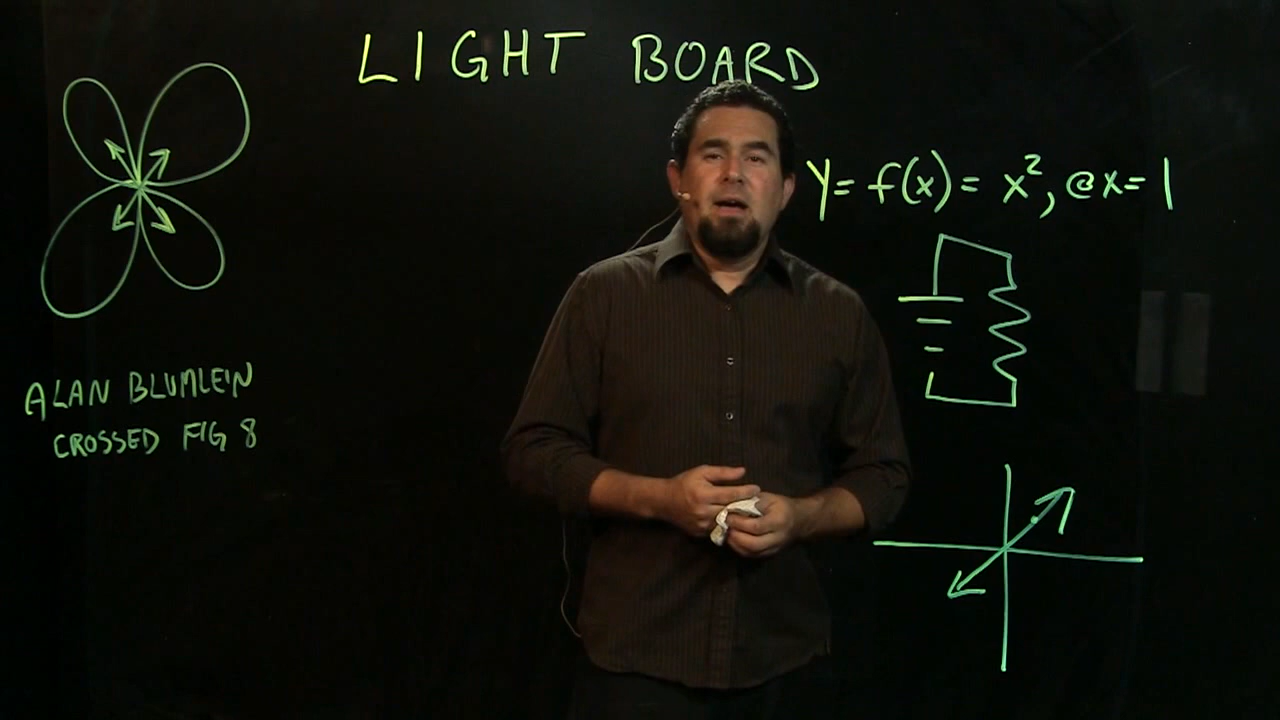 LIGHT BOARD
Y= f(x) = x², @x= 1
ALAN BLUMLEIN
CROSSED FIG 8